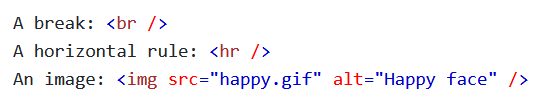 A break: <br />
A horizontal rule: <hr />
An image: <img src="happy.gif" alt="Happy face" />